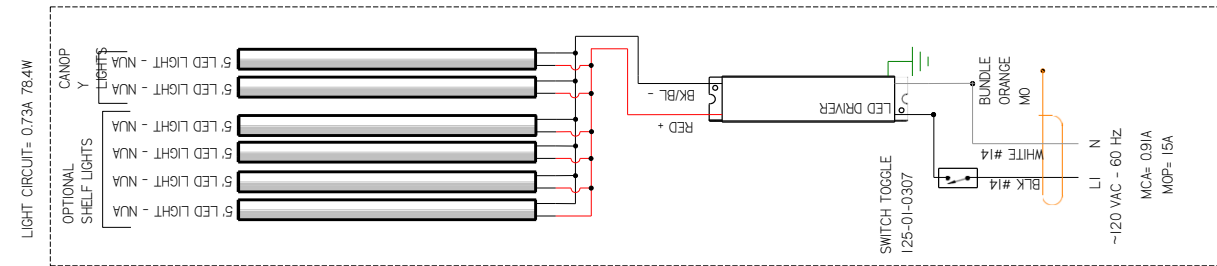 LIGHT CIRCUIT= 0.73A 78.4W
CANOP
Y
LIGHTS
5' LED LIGHT - NUA
5' LED LIGHT - NUA
OPTIONAL
SHELF LIGHTS
5' LED LIGHT - NUA
5' LED LIGHT - NUA
5' LED LIGHT - NUA
5' LED LIGHT - NUA
BK/BL -
RED +
LED DRIVER
SWITCH TOGGLE
125-01-0307
BUNDLE
ORANGE
MO
WHITE #14
BLK #14
N
L1
~120 VAC - 60 HZ
MCA= 0.91A
MOP= 15A